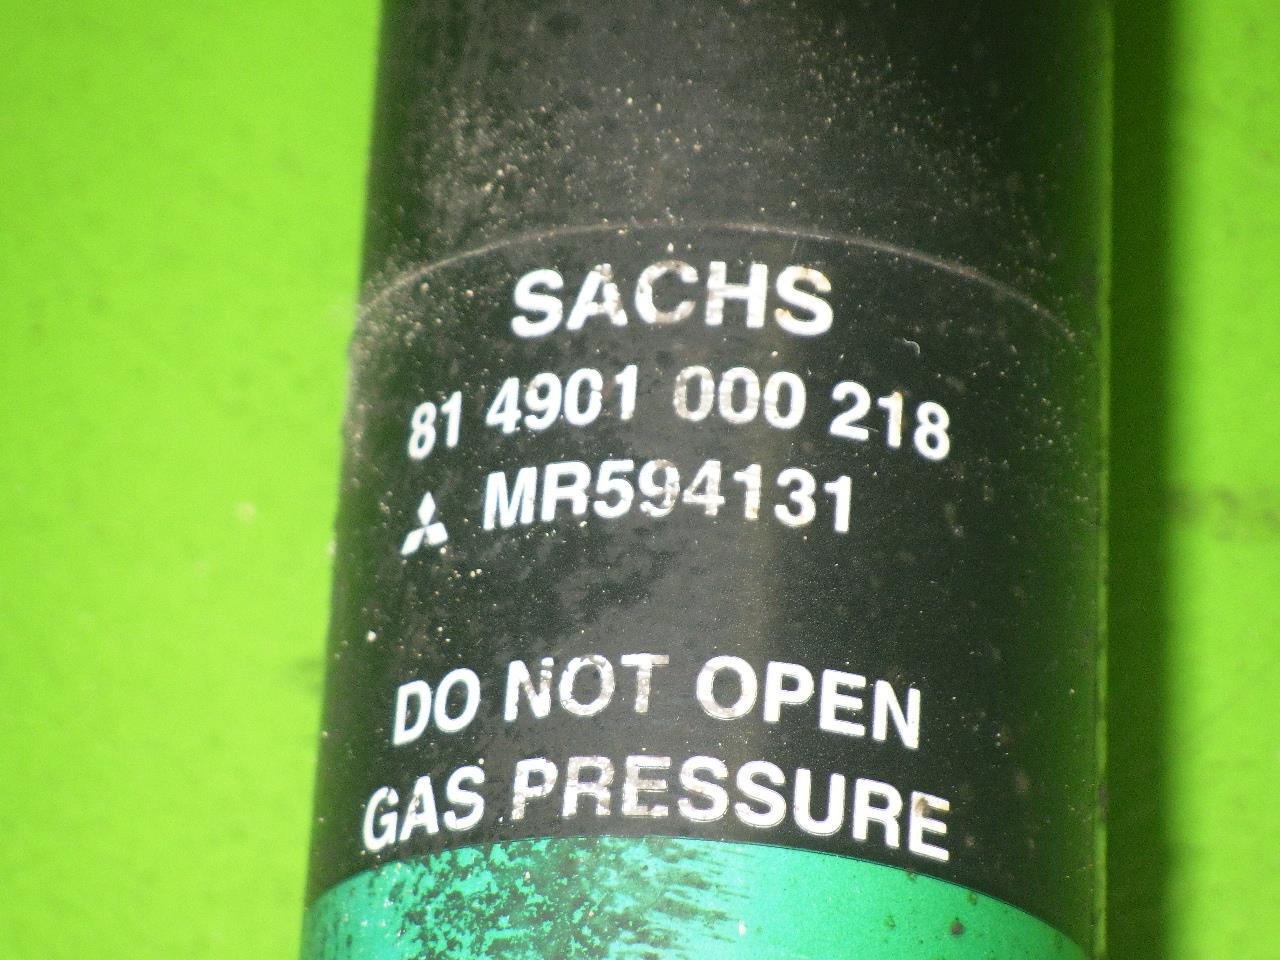 SACHS
81 4901 000 218
MR594131
DO NOT OPEN
GAS PRESSURE